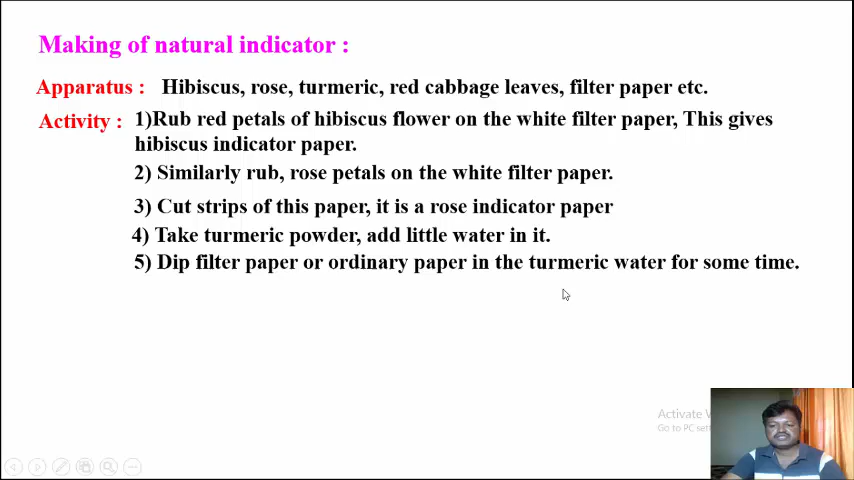 Making of natural indicator :
Apparatus : Hibiscus, rose, turmeric, red cabbage leaves, filter paper etc.
Activity : 1)Rub red petals of hibiscus flower on the white filter paper, This gives
hibiscus indicator paper.
2) Similarly rub, rose petals on the white filter paper.
3) Cut strips of this paper, it is a rose indicator paper
4) Take turmeric powder, add little water in it.
5) Dip filter paper or ordinary paper in the turmeric water for some time.
Activate
Go to PC